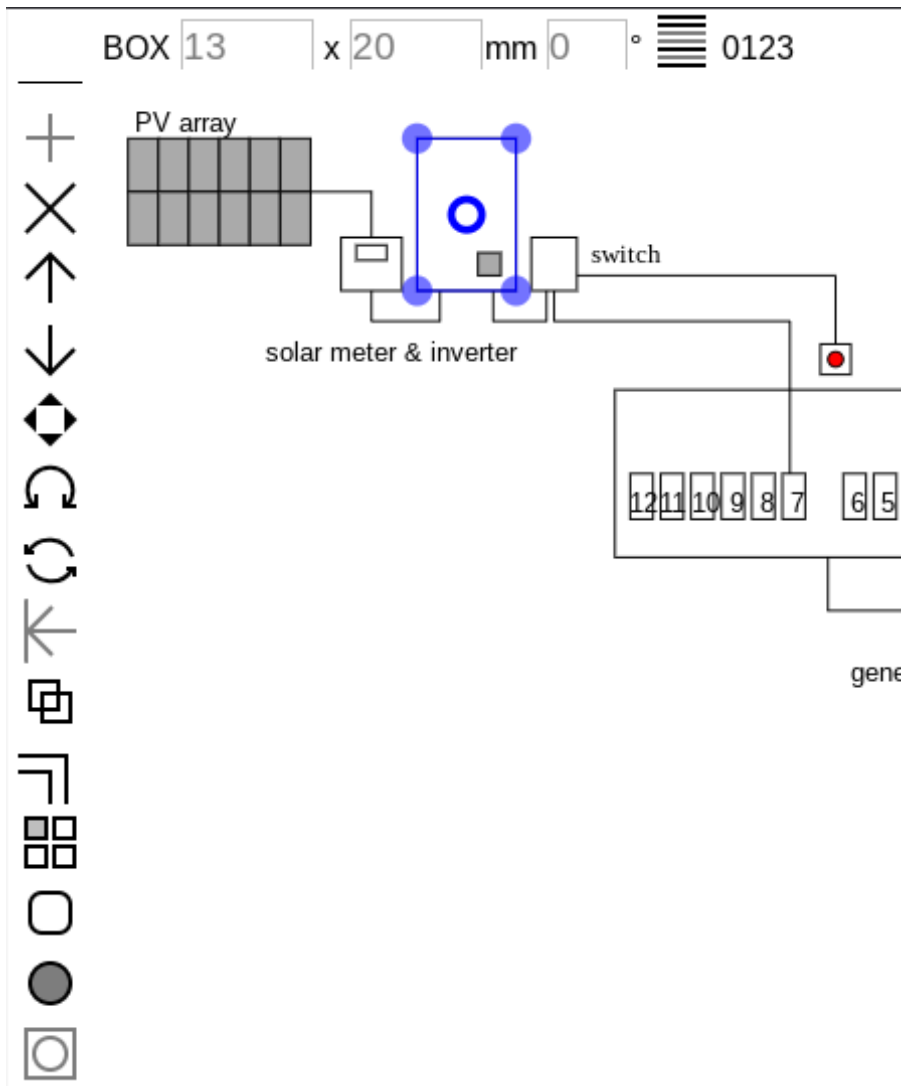 BOX 13 x 20 mm 0 ° 0123
PV array
switch
solar meter & inverter
12 11 10 9 8 7 6 5
gene